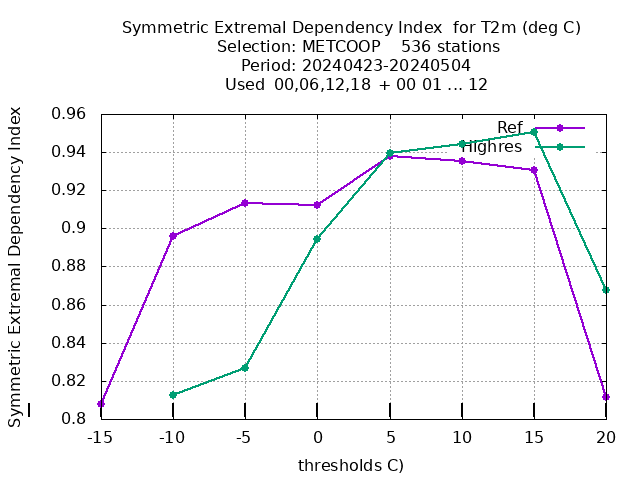 Symmetric Extremal Dependency Index for T2m (deg C)
Selection: METCOOP 536 stations
Period: 20240423-20240504
Used 00,06,12,18 + 00 01 ... 12
Symmetric Extremal Dependency Index
0.96
0.94
0.92
0.9
0.88
0.86
0.84
0.82
0.8
Ref
Highres
-15 -10 -5 0 5 10 15 20
thresholds C)